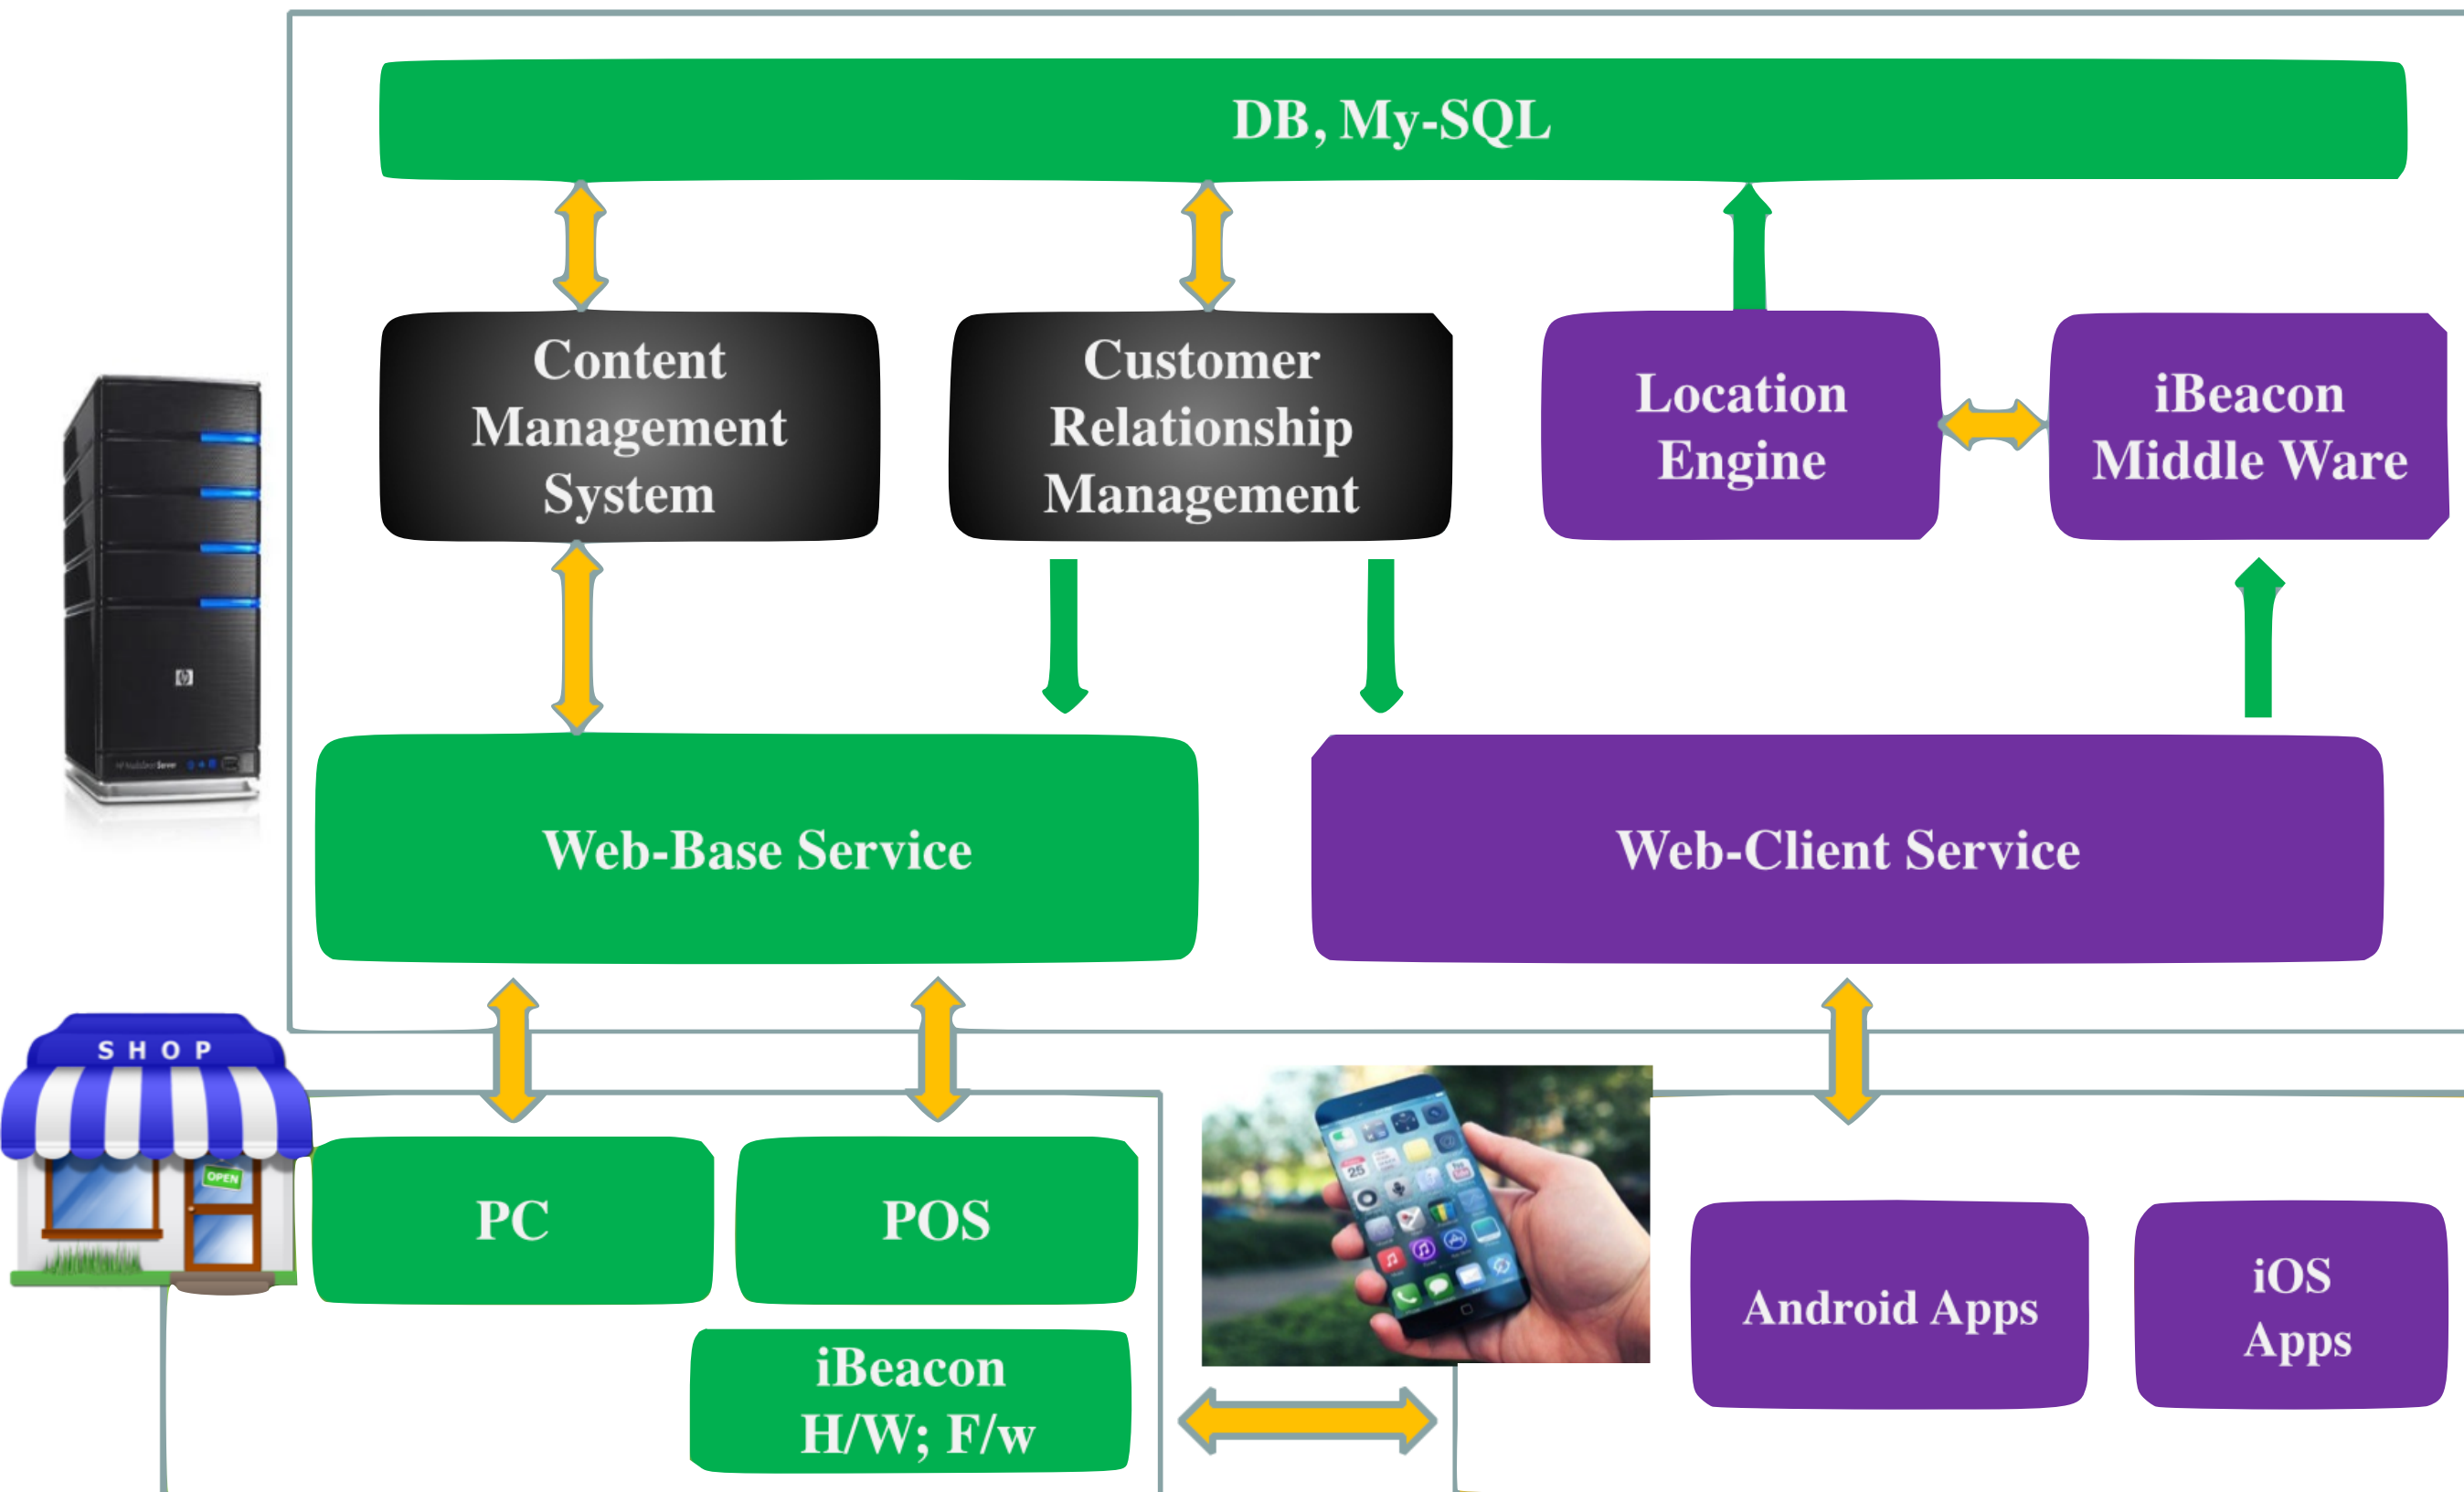 DB, My-SQL
Content
Management
System
Customer
Relationship
Management
Location
Engine
iBeacon
Middle Ware
Web-Base Service
Web-Client Service
SHOP
OPEN
PC
POS
iBeacon
H/W; F/w
25
Android Apps
iOS
Apps